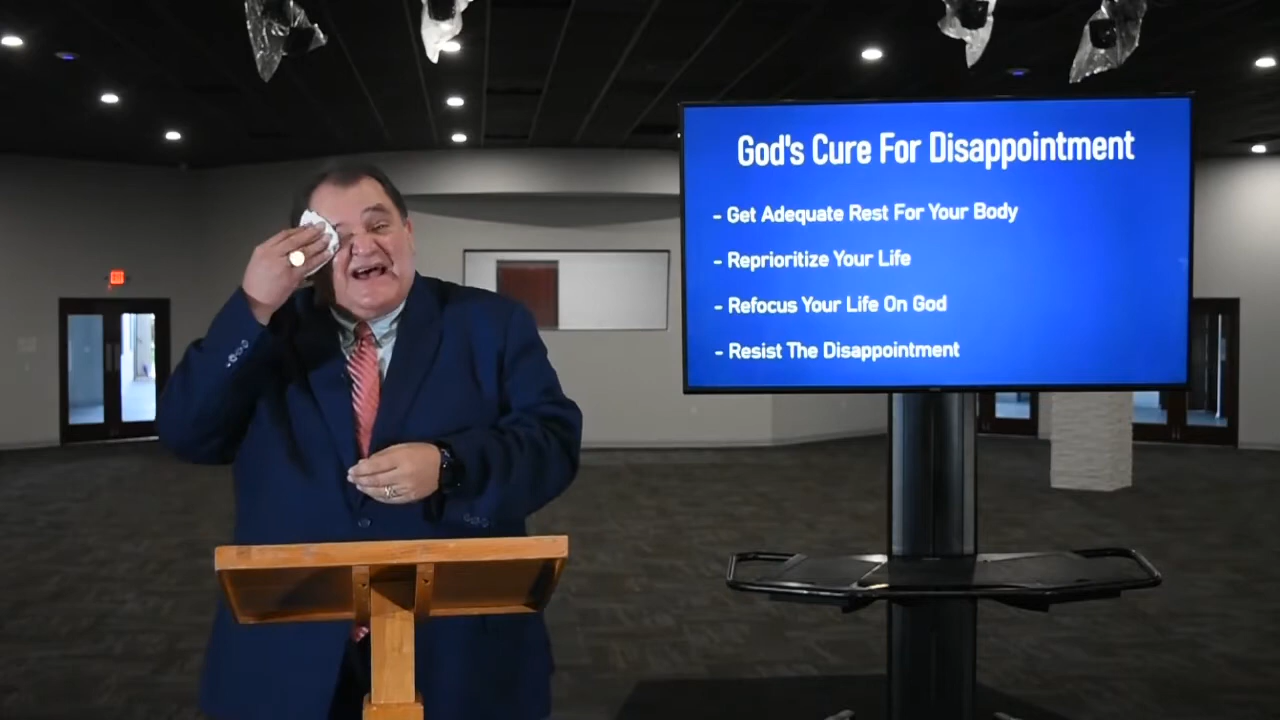 God's Cure For Disappointment
- Get Adequate Rest For Your Body
- Reprioritize Your Life
- Refocus Your Life On God
- Resist The Disappointment